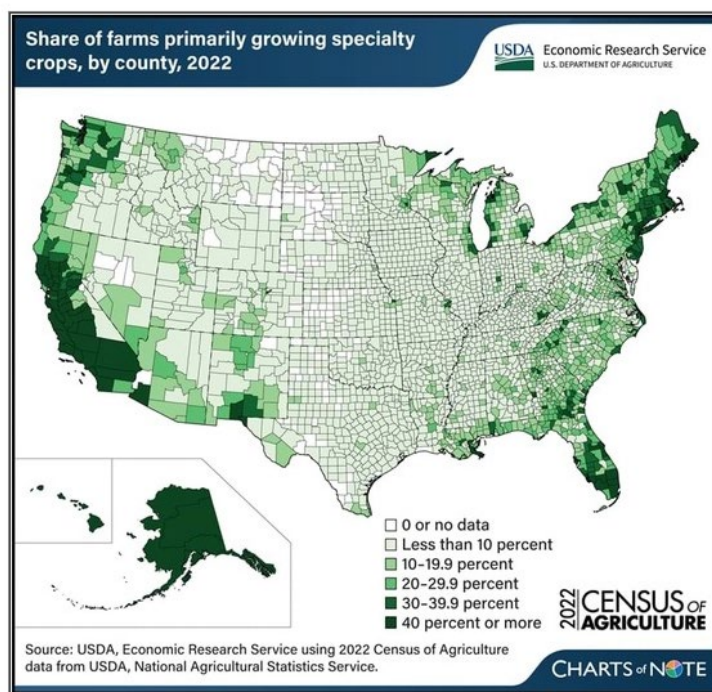 Share of farms primarily growing specialty
crops, by county, 2022
USDA
Economic Research Service
U.S. DEPARTMENT OF AGRICULTURE
0 or no data
Less than 10 percent
10–19.9 percent
20–29.9 percent
30–39.9 percent
40 percent or more
2022
CENSUS OF
AGRICULTURE
Source: USDA, Economic Research Service using 2022 Census of Agriculture
data from USDA, National Agricultural Statistics Service.
CHARTS of NOTE